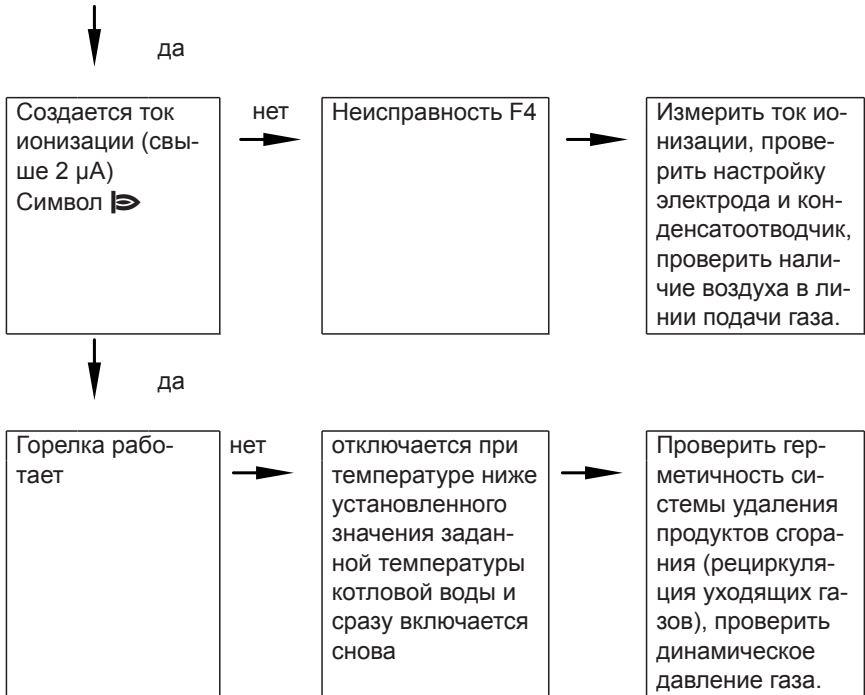 да
Создается ток
ионизации (свы-
ше 2 μA)
Символ
нет
Неисправность F4
Измерить ток ио-
низации, прове-
рить настройку
электрода и кон-
денсатоотводчик,
проверить нали-
чие воздуха в ли-
нии подачи газа.
да
Горелка рабо-
тает
нет
отключается при
температуре ниже
установленного
значения задан-
ной температуры
котловой воды и
сразу включается
снова
Проверить гер-
метичность си-
стемы удаления
продуктов сгора-
ния (рециркуля-
ция уходящих га-
зов), проверить
динамическое
давление газа.